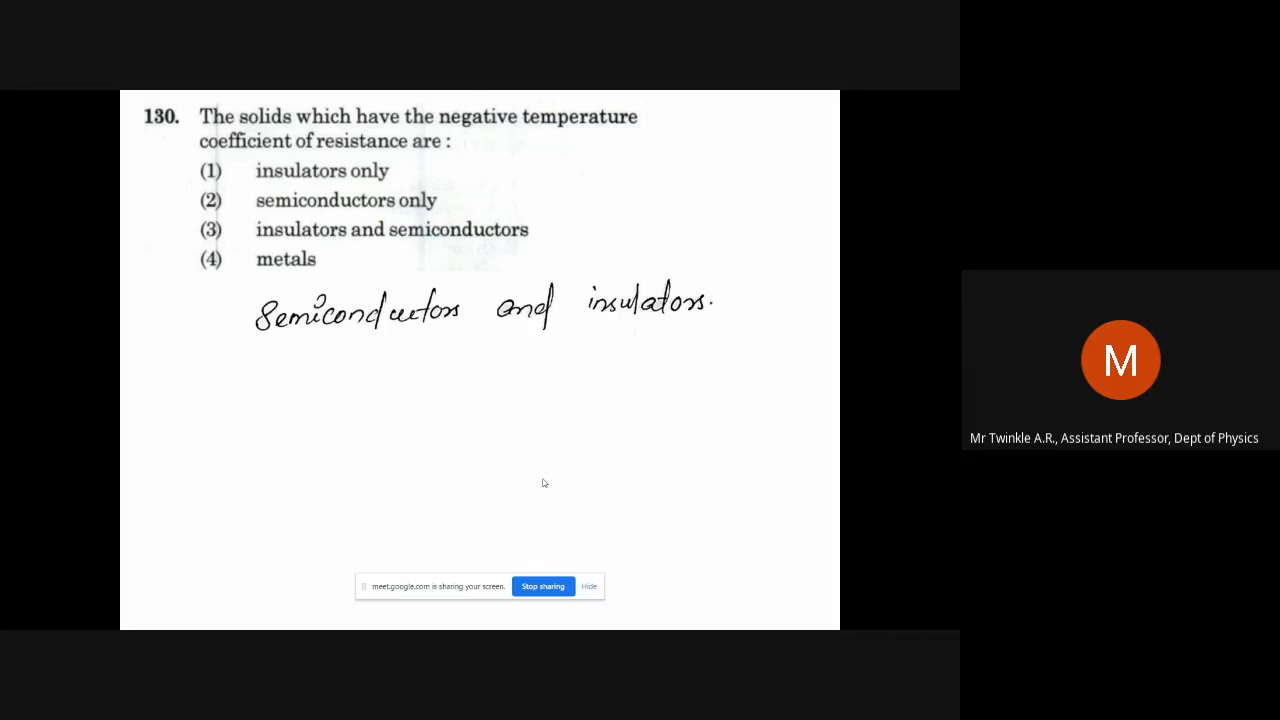 130. The solids which have the negative temperature
coefficient of resistance are :
(1) insulators only
(2) semiconductors only
(3) insulators and semiconductors
(4) metals
Semiconductors and insulators.
M
Mr Twinkle A.R., Assistant Professor, Dept of Physics
meet.google.com is sharing your screen. Stop sharing Hide